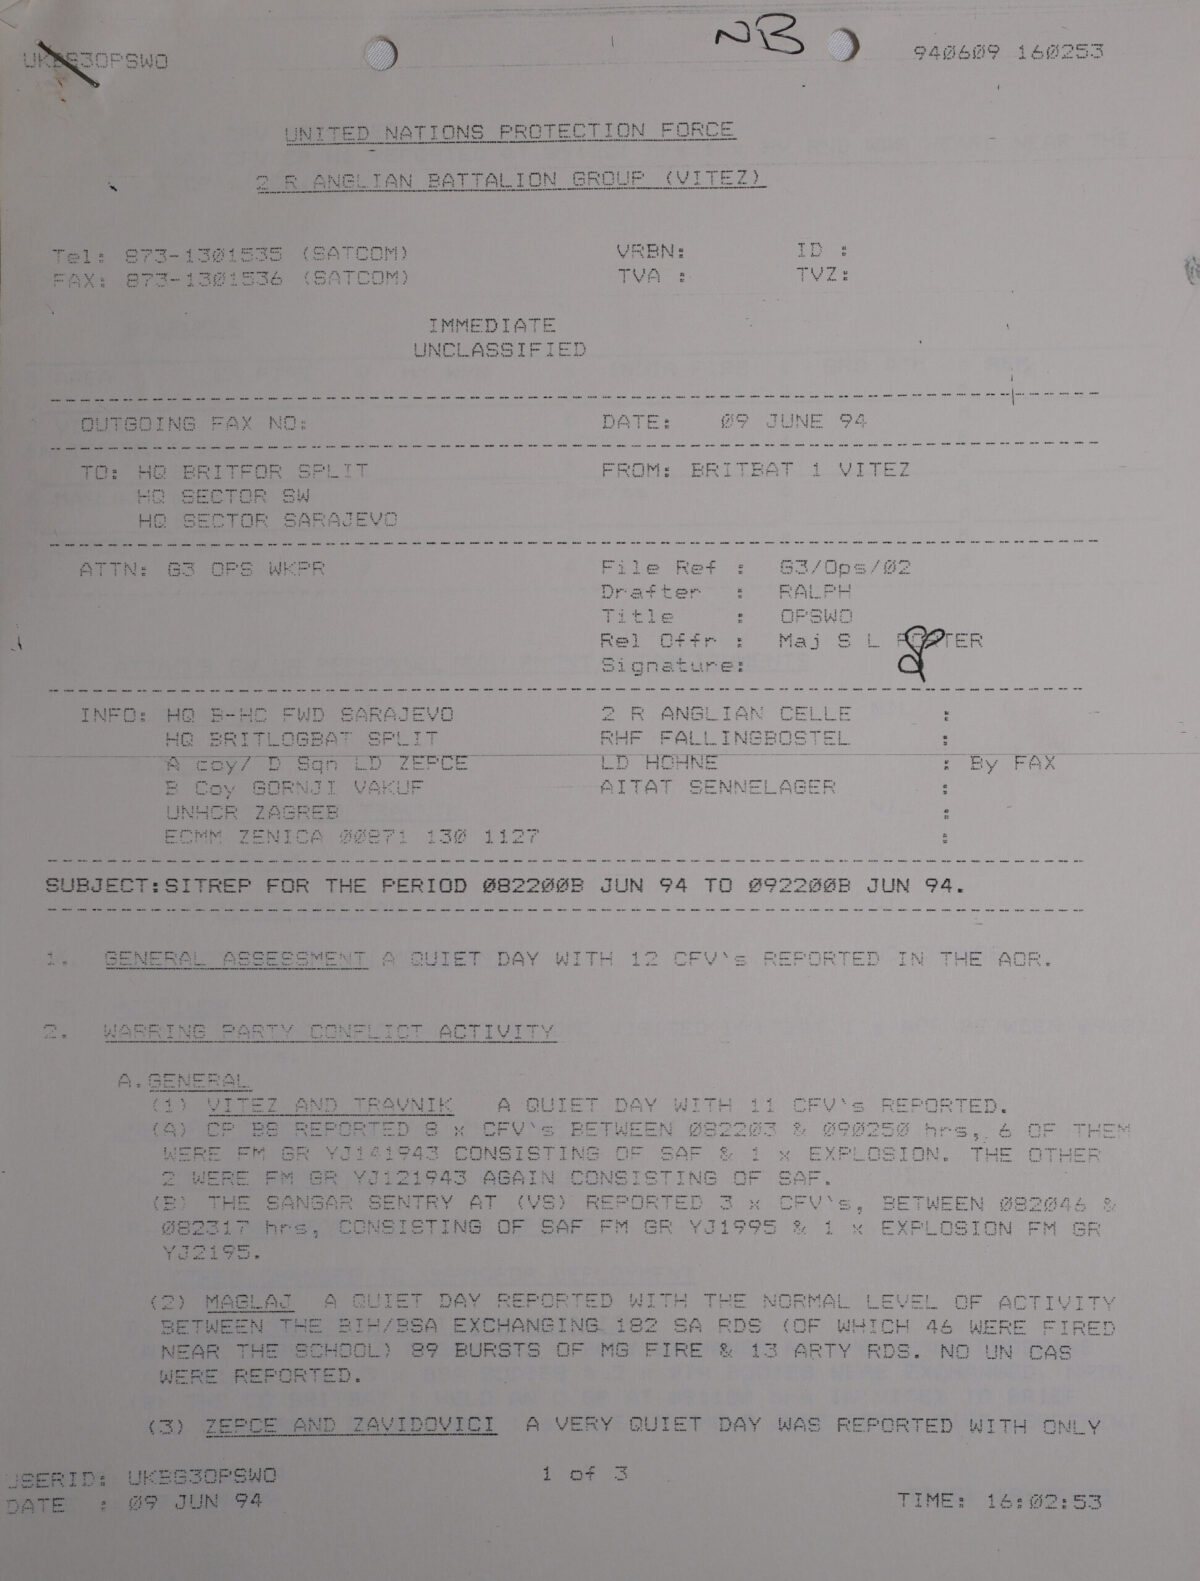 UKBG3OPSWO NB 940609 160253
UNITED NATIONS PROTECTION FORCE
2 R ANGLIAN BATTALION GROUP (VITEZ)
Tel: 873-1301535 (SATCOM) VRBN: ID :
FAX: 873-1301536 (SATCOM) TVA : TVZ:
IMMEDIATE
UNCLASSIFIED
OUTGOING FAX NO: DATE: 09 JUNE 94
TO: HQ BRITFOR SPLIT FROM: BRITBAT 1 VITEZ
HQ SECTOR SW
HQ SECTOR SARAJEVO
ATTN: G3 OPS WKPR File Ref : G3/Ops/02
Drafter : RALPH
Title : OPSWO
Rel Offr : Maj S L PORTER
Signature:
INFO: HQ B-HC FWD SARAJEVO 2 R ANGLIAN CELLE :
HQ BRITLOGBAT SPLIT RHF FALLINGBOSTEL :
A coy/ D Sqn LD ZEPCE LD HOHNE : By FAX
B Coy GORNJI VAKUF AITAT SENNELAGER :
UNHCR ZAGREB :
ECMM ZENICA 00871 130 1127 :
SUBJECT:SITREP FOR THE PERIOD 082200B JUN 94 TO 092200B JUN 94.
1. GENERAL ASSESSMENT A QUIET DAY WITH 12 CFV`s REPORTED IN THE AOR.
2. WARRING PARTY CONFLICT ACTIVITY
A.GENERAL
(1) VITEZ AND TRAVNIK A QUIET DAY WITH 11 CFV`s REPORTED.
(A) CP B8 REPORTED 8 x CFV`s BETWEEN 082203 & 090250 hrs, 6 OF THEM
WERE FM GR YJ141943 CONSISTING OF SAF & 1 x EXPLOSION. THE OTHER
2 WERE FM GR YJ121943 AGAIN CONSISTING OF SAF.
(B) THE SANGAR SENTRY AT (VS) REPORTED 3 x CFV`s, BETWEEN 082046 &
082317 hrs, CONSISTING OF SAF FM GR YJ1995 & 1 x EXPLOSION FM GR
YJ2195.
(2) MAGLAJ A QUIET DAY REPORTED WITH THE NORMAL LEVEL OF ACTIVITY
BETWEEN THE BIH/BSA EXCHANGING 182 SA RDS (OF WHICH 46 WERE FIRED
NEAR THE SCHOOL) 89 BURSTS OF MG FIRE & 13 ARTY RDS. NO UN CAS
WERE REPORTED.
(3) ZEPCE AND ZAVIDOVICI A VERY QUIET DAY WAS REPORTED WITH ONLY
USERID: UKBG3OPSWO 1 of 3
DATE : 09 JUN 94 TIME: 16:02:53